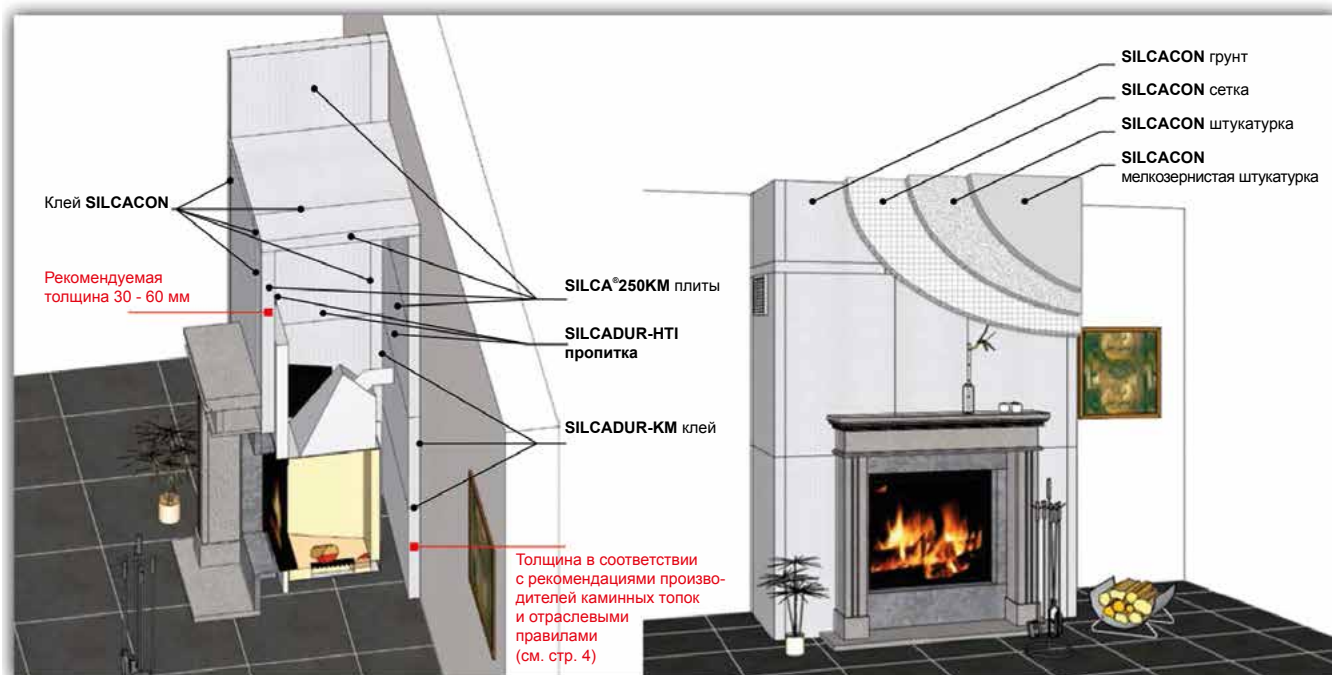 Клей SILCACON
Рекомендуемая
толщина 30 - 60 мм
SILCA®250KM плиты
SILCADUR-HTI
пропитка
SILCADUR-KM клей
Толщина в соответствии
с рекомендациями произво-
дителей каминных топок
и отраслевыми
правилами
(см. стр. 4)
SILCACON грунт
SILCACON сетка
SILCACON штукатурка
SILCACON
мелкозернистая штукатурка